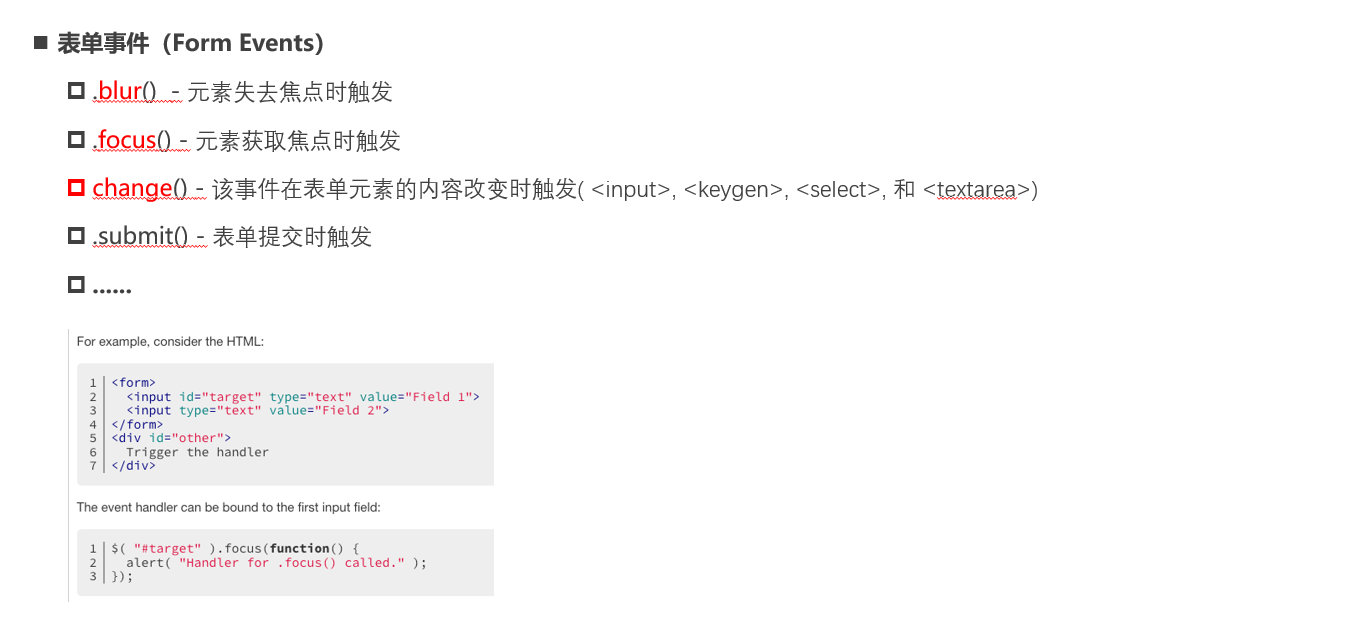 表单事件（Form Events）
.blur() - 元素失去焦点时触发
.focus() - 元素获取焦点时触发
change() - 该事件在表单元素的内容改变时触发( <input>, <keygen>, <select>, 和 <textarea>)
.submit() - 表单提交时触发
......
For example, consider the HTML:
1 <form>
2   <input id="target" type="text" value="Field 1">
3   <input type="text" value="Field 2">
4 </form>
5 <div id="other">
6   Trigger the handler
7 </div>
The event handler can be bound to the first input field:
1 $( "#target" ).focus(function() {
2   alert( "Handler for .focus() called." );
3 });